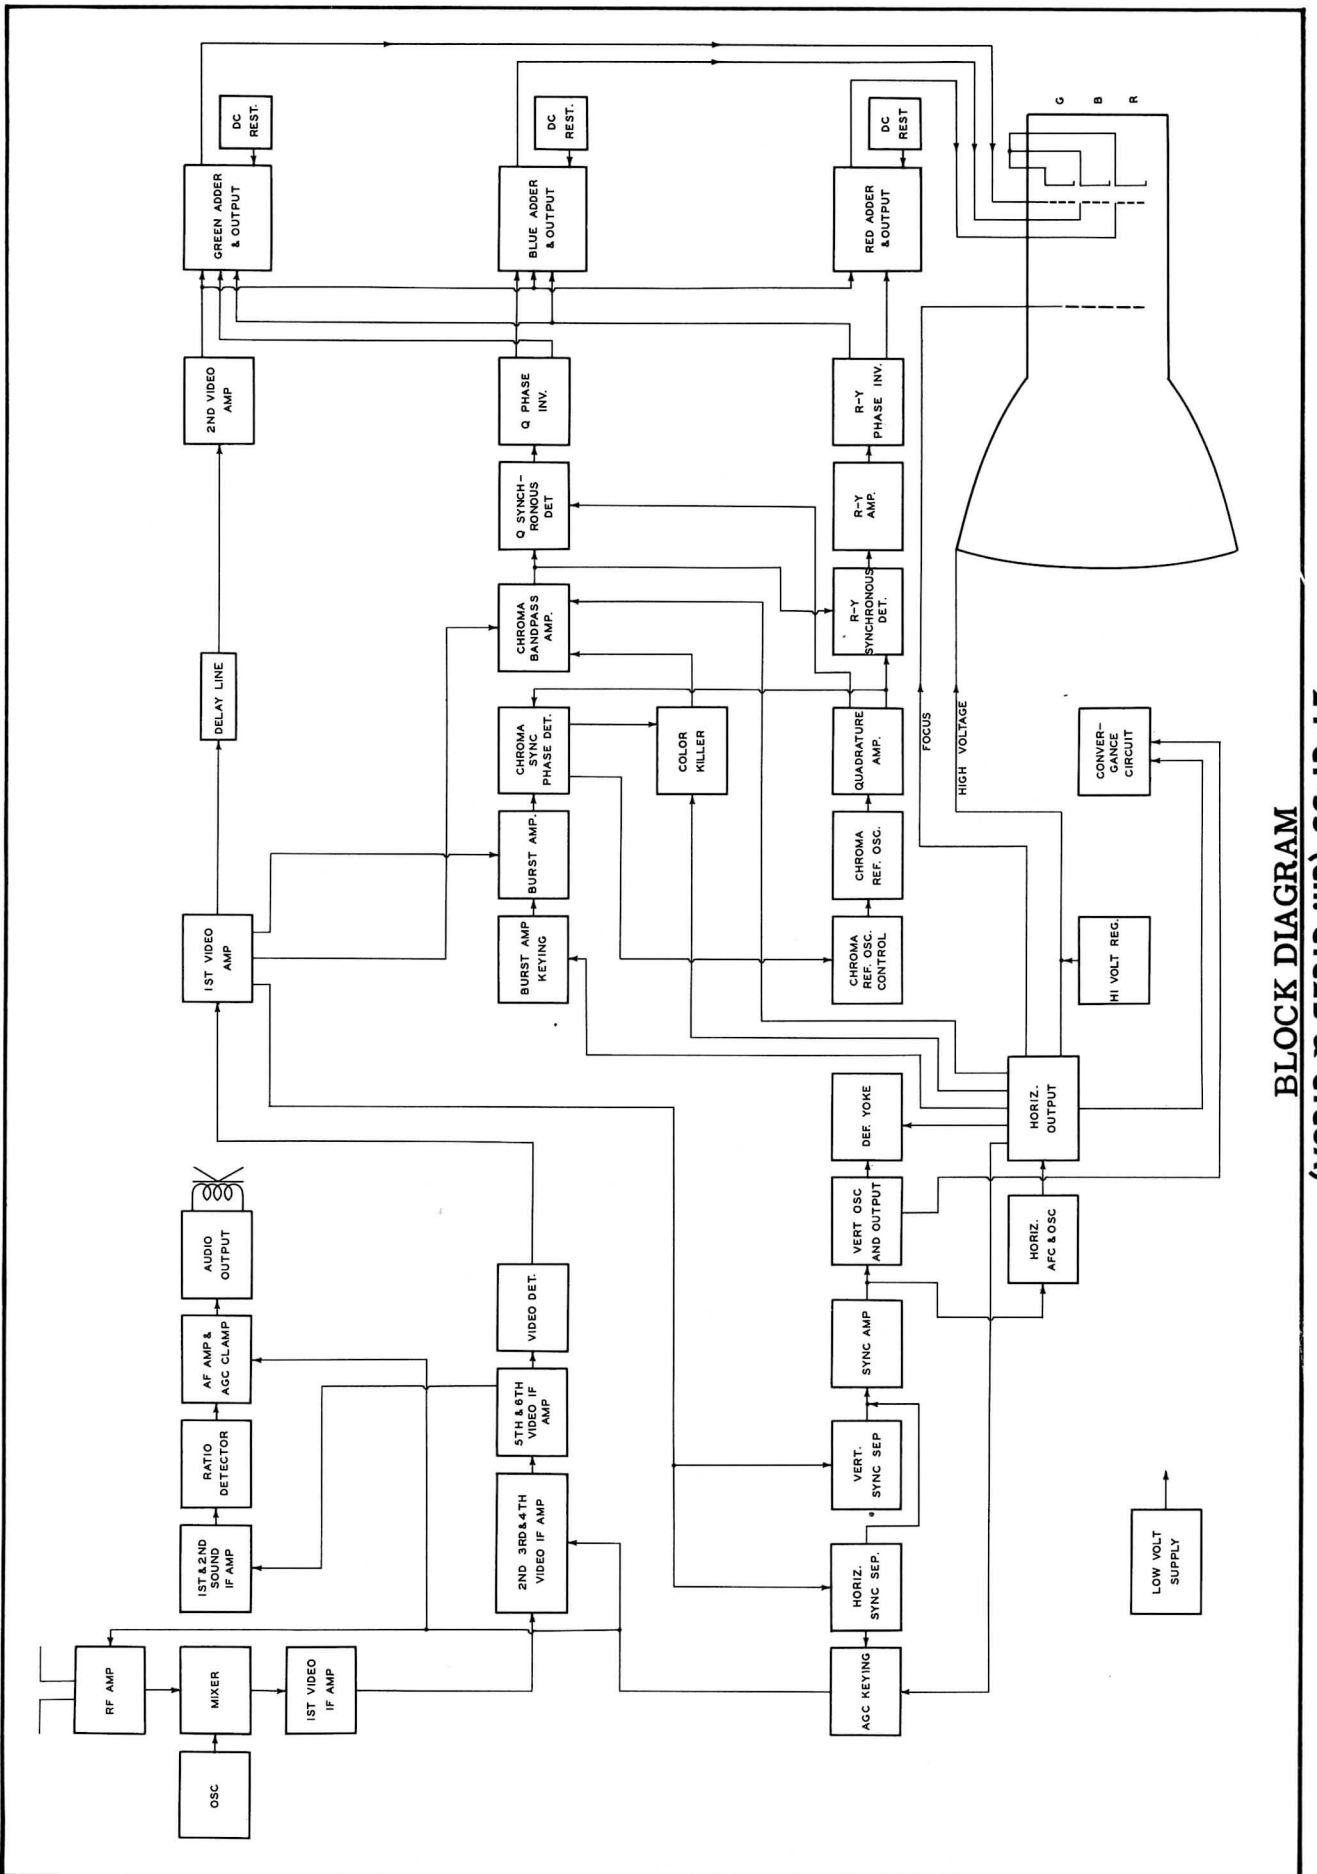 OSC
RF AMP
MIXER
1ST VIDEO
IF AMP
1ST & 2ND
SOUND
IF AMP
RATIO
DETECTOR
AF AMP &
AGC CLAMP
AUDIO
OUTPUT
2ND 3RD & 4TH
VIDEO IF AMP
5TH & 6TH
VIDEO IF
AMP
VIDEO DET.
1ST VIDEO
AMP
DELAY LINE
2ND VIDEO
AMP
GREEN ADDER
& OUTPUT
DC
REST.
BURST AMP
KEYING
BURST AMP.
CHROMA
SYNC
PHASE DET.
CHROMA
BANDPASS
AMP.
Q SYNCH-
RONOUS
DET
Q PHASE
INV.
BLUE ADDER
& OUTPUT
DC
REST.
COLOR
KILLER
AGC KEYING
HORIZ.
SYNC SEP.
VERT.
SYNC SEP
SYNC AMP
VERT OSC
AND OUTPUT
DEF. YOKE
CHROMA
REF. OSC.
CONTROL
CHROMA
REF. OSC.
QUADRATURE
AMP.
R-Y
SYNCHRONOUS
DET.
R-Y
AMP.
R-Y
PHASE INV.
RED ADDER
& OUTPUT
DC
REST
FOCUS
HIGH VOLTAGE
HORIZ.
AFC & OSC
HORIZ.
OUTPUT
HI VOLT REG.
CONVER-
GANCE
CIRCUIT
G
B
R
LOW VOLT
SUPPLY
BLOCK DIAGRAM